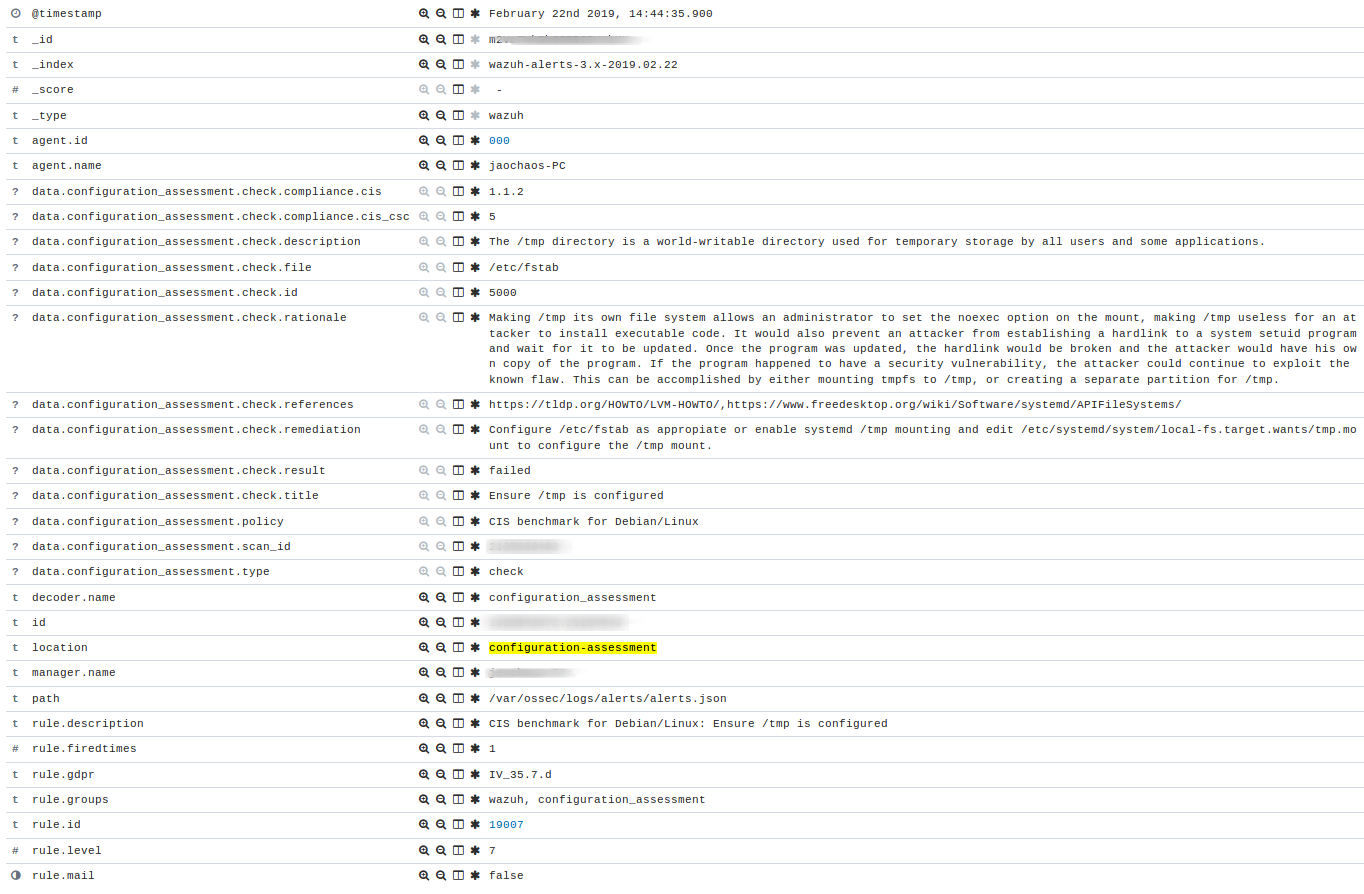 @timestamp February 22nd 2019, 14:44:35.900
t _id
t _index wazuh-alerts-3.x-2019.02.22
# _score -
t _type wazuh
t agent.id 000
t agent.name jaochaos-PC
? data.configuration_assessment.check.compliance.cis 1.1.2
? data.configuration_assessment.check.compliance.cis_csc 5
? data.configuration_assessment.check.description The /tmp directory is a world-writable directory used for temporary storage by all users and some applications.
? data.configuration_assessment.check.file /etc/fstab
? data.configuration_assessment.check.id 5000
? data.configuration_assessment.check.rationale Making /tmp its own file system allows an administrator to set the noexec option on the mount, making /tmp useless for an at
tacker to install executable code. It would also prevent an attacker from establishing a hardlink to a system setuid program
and wait for it to be updated. Once the program was updated, the hardlink would be broken and the attacker would have his ow
n copy of the program. If the program happened to have a security vulnerability, the attacker could continue to exploit the
known flaw. This can be accomplished by either mounting tmpfs to /tmp, or creating a separate partition for /tmp.
? data.configuration_assessment.check.references https://tldp.org/HOWTO/LVM-HOWTO/,https://www.freedesktop.org/wiki/Software/systemd/APIFileSystems/
? data.configuration_assessment.check.remediation Configure /etc/fstab as appropiate or enable systemd /tmp mounting and edit /etc/systemd/system/local-fs.target.wants/tmp.mo
unt to configure the /tmp mount.
? data.configuration_assessment.check.result failed
? data.configuration_assessment.check.title Ensure /tmp is configured
? data.configuration_assessment.policy CIS benchmark for Debian/Linux
? data.configuration_assessment.scan_id
? data.configuration_assessment.type check
t decoder.name configuration_assessment
t id
t location configuration-assessment
t manager.name
t path /var/ossec/logs/alerts/alerts.json
t rule.description CIS benchmark for Debian/Linux: Ensure /tmp is configured
# rule.firedtimes 1
t rule.gdpr IV_35.7.d
t rule.groups wazuh, configuration_assessment
t rule.id 19007
# rule.level 7
rule.mail false